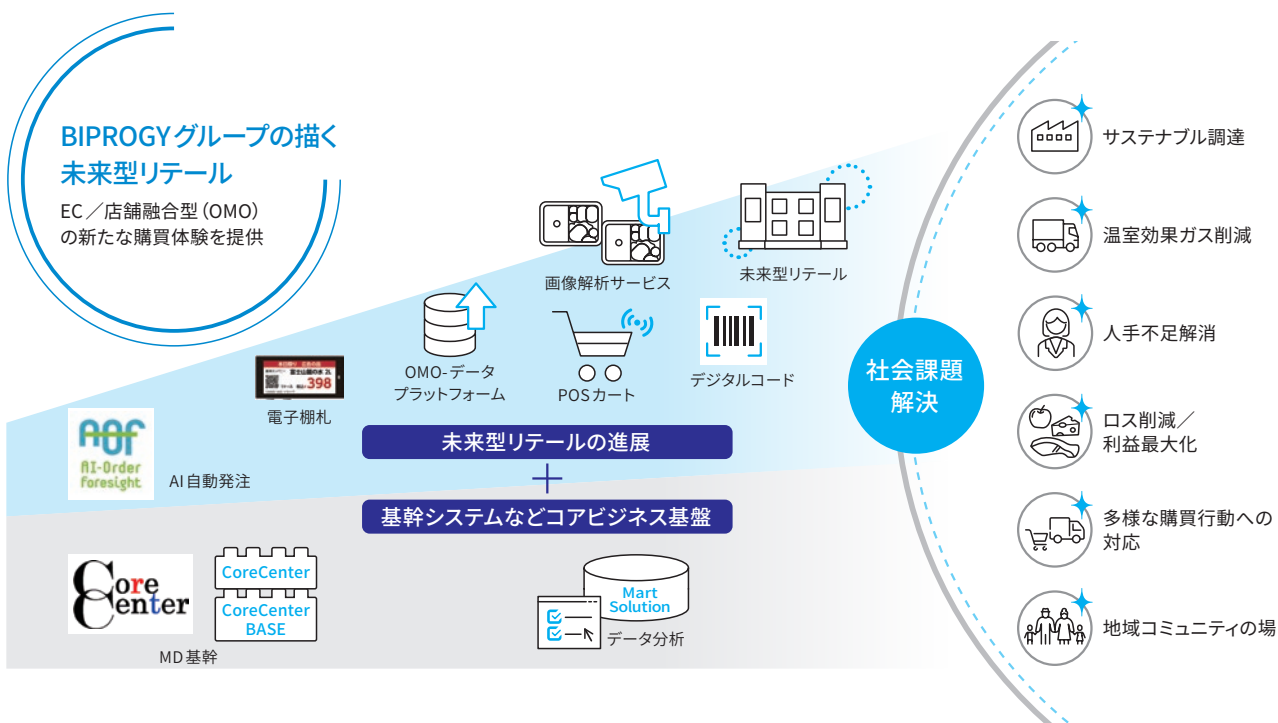 BIPROGYグループの描く
未来型リテール
EC／店舗融合型（OMO）
の新たな購買体験を提供
画像解析サービス
未来型リテール
OMO-データ
プラットフォーム
POSカート
デジタルコード
398
電子棚札
AOF
AI-Order
Foresight
AI自動発注
未来型リテールの進展
＋
基幹システムなどコアビジネス基盤
Core
Center
CoreCenter
CoreCenter
BASE
MD基幹
Mart
Solution
データ分析
社会課題
解決
サステナブル調達
温室効果ガス削減
人手不足解消
ロス削減／
利益最大化
多様な購買行動への
対応
地域コミュニティの場